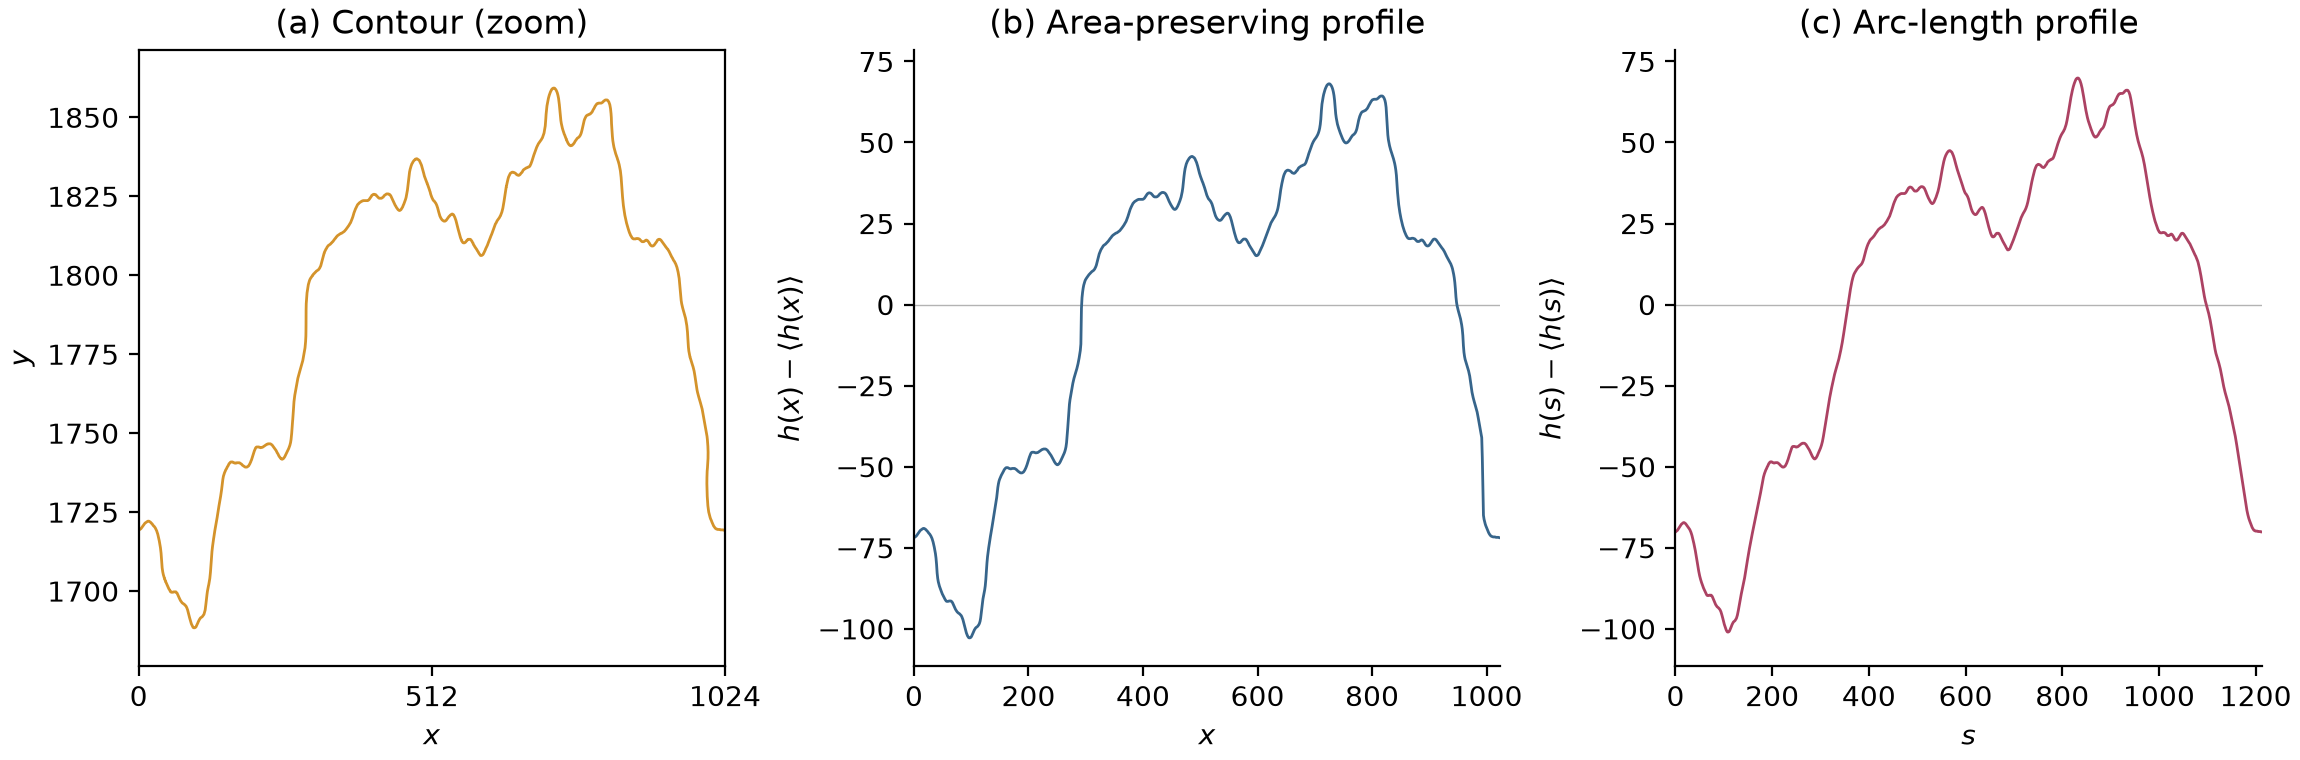 (a) Contour (zoom)
y
1850
1825
1800
1775
1750
1725
1700
0 512 1024
x
(b) Area-preserving profile
h(x) − ⟨h(x)⟩
75
50
25
0
−25
−50
−75
−100
0 200 400 600 800 1000
x
(c) Arc-length profile
h(s) − ⟨h(s)⟩
75
50
25
0
−25
−50
−75
−100
0 200 400 600 800 1000 1200
s